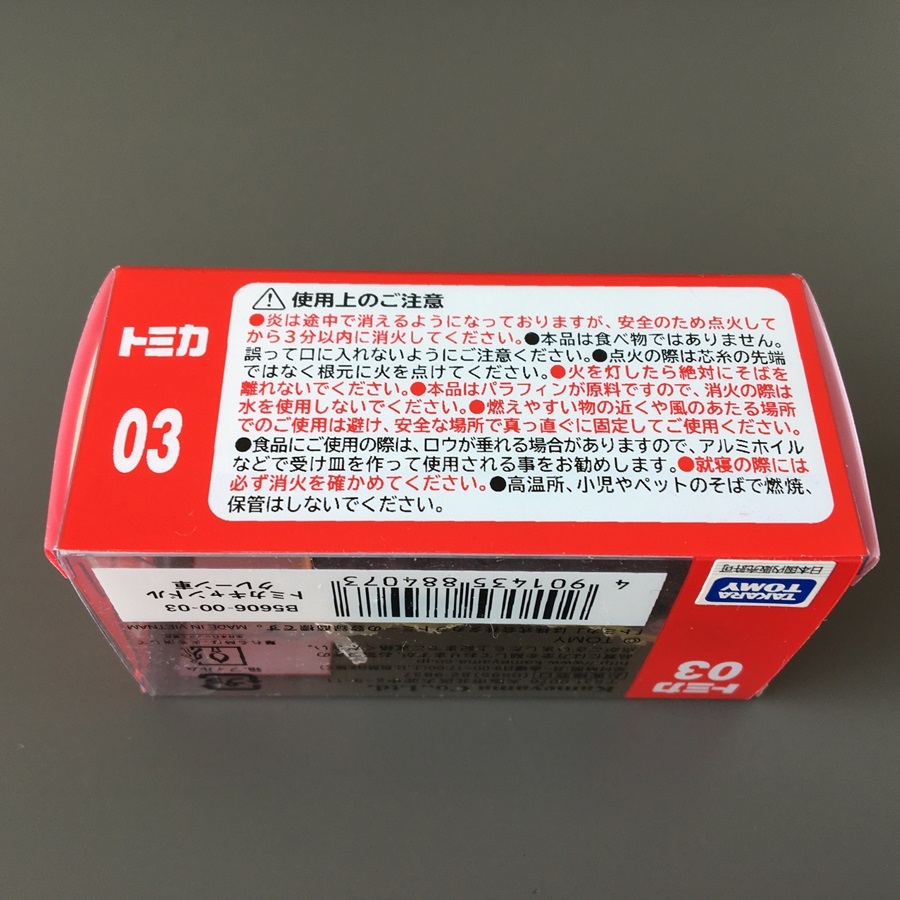 トミカ
03
使用上のご注意
●炎は途中で消えるようになっておりますが、安全のため点火して
から3分以内に消火してください。●本品は食べ物ではありません。
誤って口に入れないようにご注意ください。●点火の際は芯糸の先端
ではなく根元に火を点けてください。●火を灯したら絶対にそばを
離れないでください。●本品はパラフィンが原料ですので、消火の際は
水を使用しないでください。●燃えやすい物の近くや風のあたる場所
でのご使用は避け、安全な場所で真っ直ぐに固定してご使用ください。
●食品にご使用の際は、ロウが垂れる場合がありますので、アルミホイル
などで受け皿を作って使用される事をお勧めします。●就寝の際には
必ず消火を確かめてください。●高温所、小児やペットのそばで燃焼、
保管はしないでください。
トミカ
03
TAKARA
TOMY
日本国内販売許可
4 901435 884073
B5606-00-03
トミカキャンドル
クレーン車
© TOMY
MADE IN VIETNAM
Kameyama Co., Ltd.